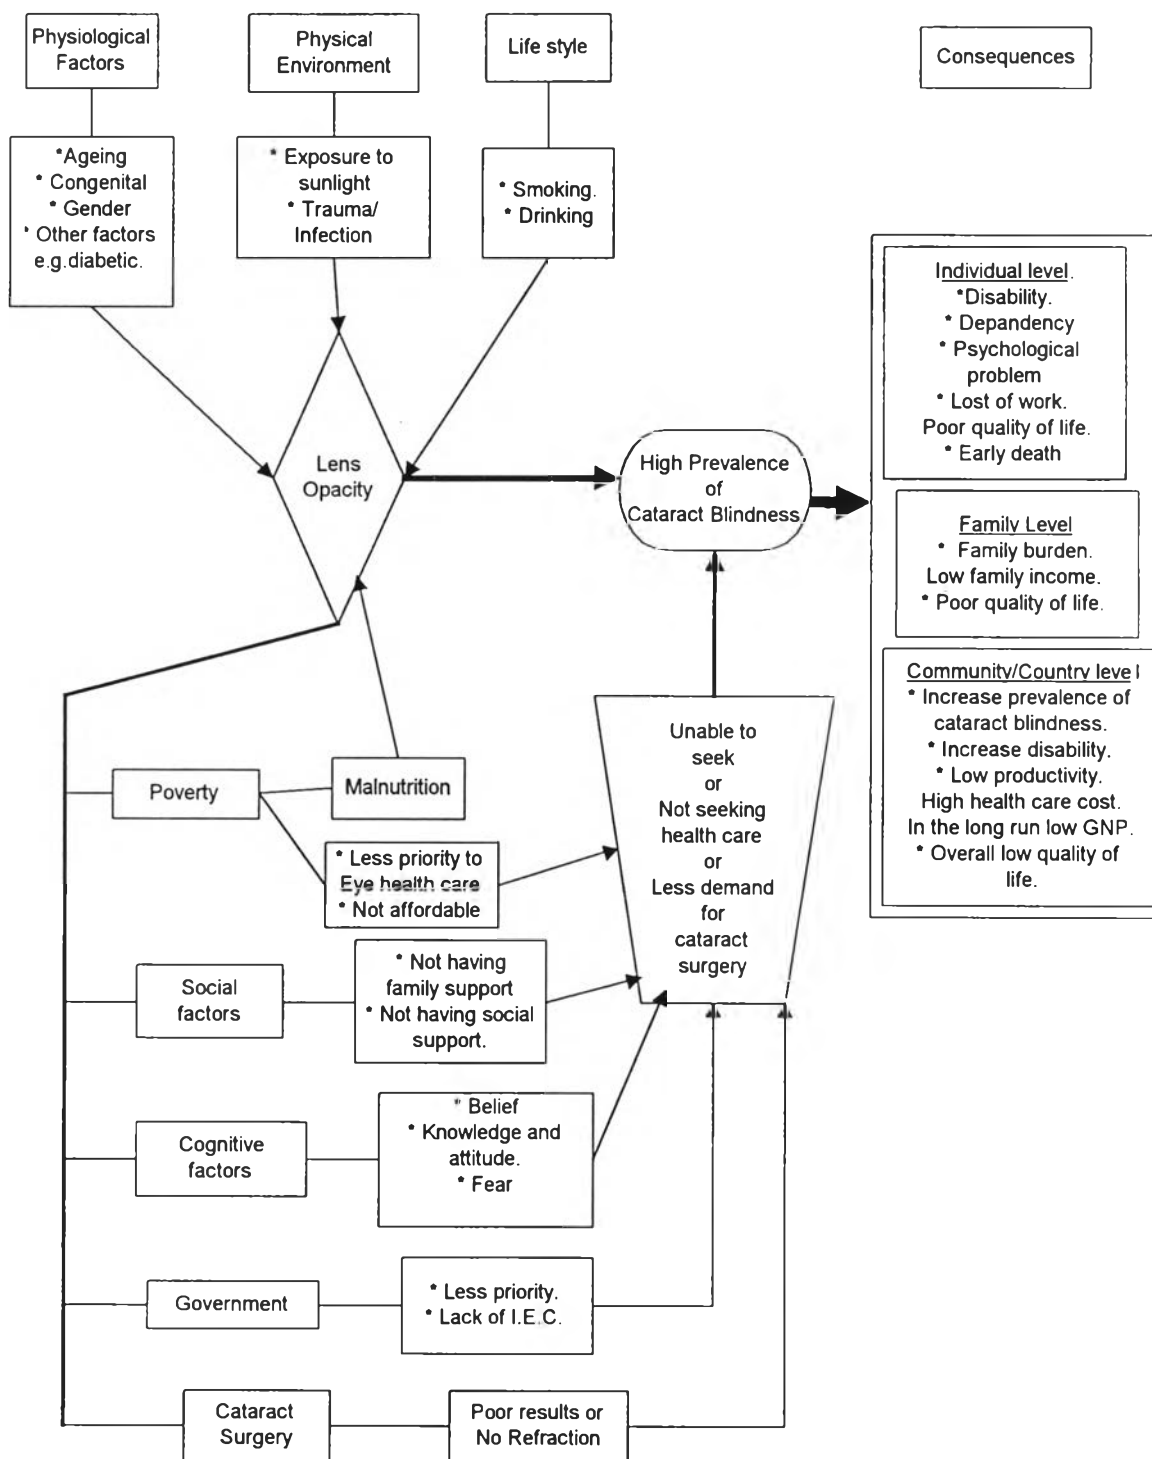 Physiological
Factors
Physical
Environment
Life style
Consequences
*Ageing
* Congenital
* Gender
* Other factors
e.g.diabetic.
* Exposure to
sunlight
* Trauma/
Infection
* Smoking.
* Drinking
Individual level.
*Disability.
* Depandency
* Psychological
problem
* Lost of work.
Poor quality of life.
* Early death
Lens
Opacity
High Prevalence
of
Cataract Blindness
Family Level
* Family burden.
Low family income.
* Poor quality of life.
Community/Country level
* Increase prevalence of
cataract blindness.
* Increase disability.
* Low productivity.
High health care cost.
In the long run low GNP.
* Overall low quality of
life.
Unable to
seek
or
Not seeking
health care
or
Less demand
for
cataract
surgery
Poverty
Malnutrition
* Less priority to
Eye health care
* Not affordable
Social
factors
* Not having
family support
* Not having social
support.
Cognitive
factors
* Belief
* Knowledge and
attitude.
* Fear
Government
* Less priority.
* Lack of I.E.C.
Cataract
Surgery
Poor results or
No Refraction